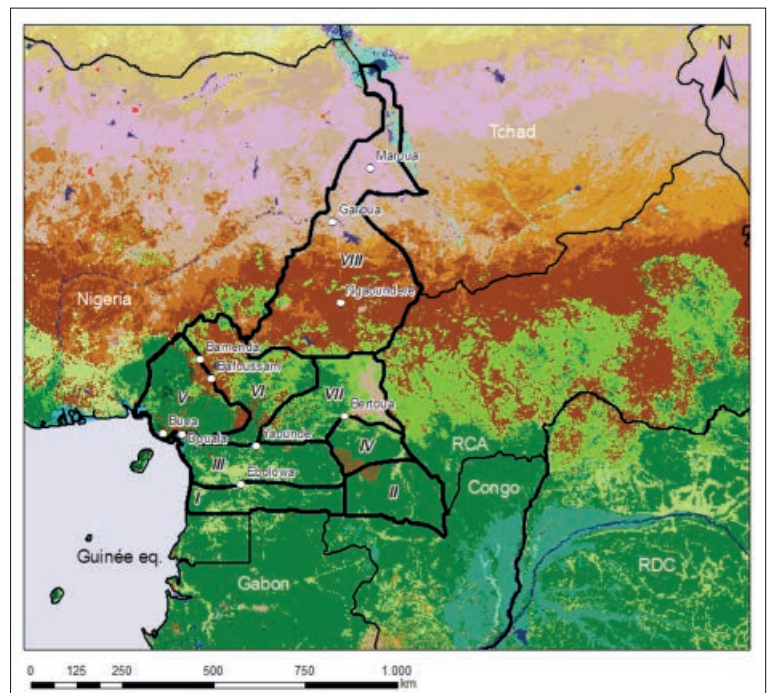 N
Tchad
Maroua
Garoua
VIII
Nigeria
Ngaoundere
Bamenda
Bafoussam
V
VI
VII
Bertoua
Buea
Douala
Yaounde
III
IV
RCA
Ebolowa
I
II
Congo
Guinée eq.
RDC
Gabon
0 125 250 500 750 1.000
km